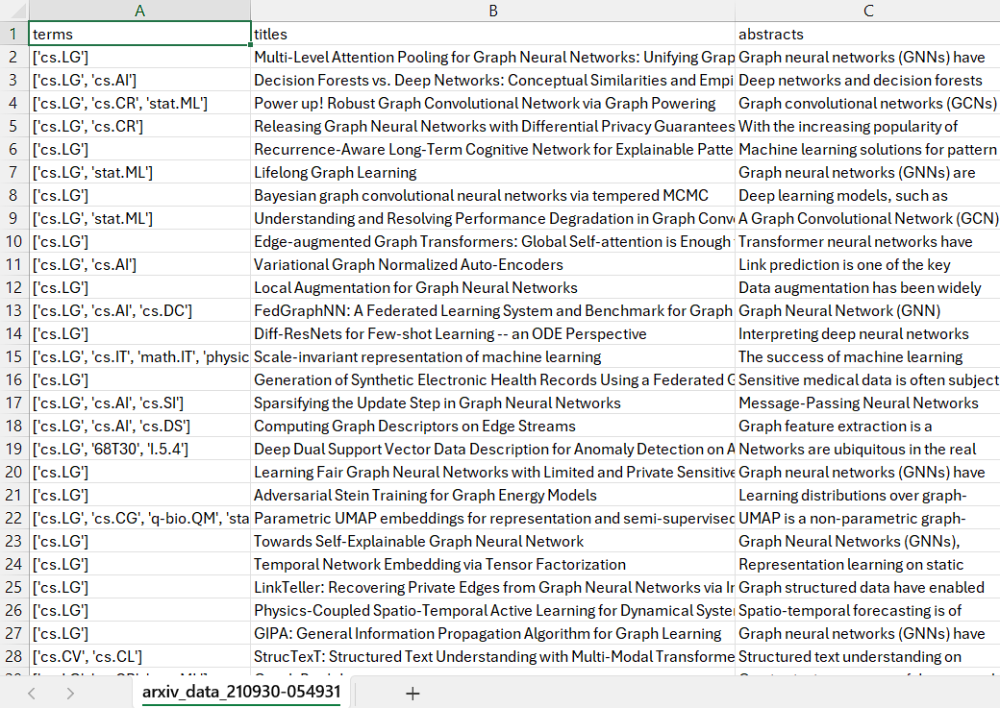 A B C
1 terms titles abstracts
2 ['cs.LG'] Multi-Level Attention Pooling for Graph Neural Networks: Unifying Grap Graph neural networks (GNNs) have
3 ['cs.LG', 'cs.AI'] Decision Forests vs. Deep Networks: Conceptual Similarities and Empi Deep networks and decision forests
4 ['cs.LG', 'cs.CR', 'stat.ML'] Power up! Robust Graph Convolutional Network via Graph Powering Graph convolutional networks (GCNs)
5 ['cs.LG', 'cs.CR'] Releasing Graph Neural Networks with Differential Privacy Guarantees With the increasing popularity of
6 ['cs.LG'] Recurrence-Aware Long-Term Cognitive Network for Explainable Patte Machine learning solutions for pattern
7 ['cs.LG', 'stat.ML'] Lifelong Graph Learning Graph neural networks (GNNs) are
8 ['cs.LG'] Bayesian graph convolutional neural networks via tempered MCMC Deep learning models, such as
9 ['cs.LG', 'stat.ML'] Understanding and Resolving Performance Degradation in Graph Conv A Graph Convolutional Network (GCN)
10 ['cs.LG'] Edge-augmented Graph Transformers: Global Self-attention is Enough Transformer neural networks have
11 ['cs.LG', 'cs.AI'] Variational Graph Normalized Auto-Encoders Link prediction is one of the key
12 ['cs.LG'] Local Augmentation for Graph Neural Networks Data augmentation has been widely
13 ['cs.LG', 'cs.AI', 'cs.DC'] FedGraphNN: A Federated Learning System and Benchmark for Graph Graph Neural Network (GNN)
14 ['cs.LG'] Diff-ResNets for Few-shot Learning -- an ODE Perspective Interpreting deep neural networks
15 ['cs.LG', 'cs.IT', 'math.IT', 'physic Scale-invariant representation of machine learning The success of machine learning
16 ['cs.LG'] Generation of Synthetic Electronic Health Records Using a Federated G Sensitive medical data is often subject
17 ['cs.LG', 'cs.AI', 'cs.SI'] Sparsifying the Update Step in Graph Neural Networks Message-Passing Neural Networks
18 ['cs.LG', 'cs.AI', 'cs.DS'] Computing Graph Descriptors on Edge Streams Graph feature extraction is a
19 ['cs.LG', '68T30', 'I.5.4'] Deep Dual Support Vector Data Description for Anomaly Detection on A Networks are ubiquitous in the real
20 ['cs.LG'] Learning Fair Graph Neural Networks with Limited and Private Sensitive Graph neural networks (GNNs) have
21 ['cs.LG'] Adversarial Stein Training for Graph Energy Models Learning distributions over graph-
22 ['cs.LG', 'cs.CG', 'q-bio.QM', 'sta Parametric UMAP embeddings for representation and semi-supervised UMAP is a non-parametric graph-
23 ['cs.LG'] Towards Self-Explainable Graph Neural Network Graph Neural Networks (GNNs),
24 ['cs.LG'] Temporal Network Embedding via Tensor Factorization Representation learning on static
25 ['cs.LG'] LinkTeller: Recovering Private Edges from Graph Neural Networks via Ir Graph structured data have enabled
26 ['cs.LG'] Physics-Coupled Spatio-Temporal Active Learning for Dynamical Syste Spatio-temporal forecasting is of
27 ['cs.LG'] GIPA: General Information Propagation Algorithm for Graph Learning Graph neural networks (GNNs) have
28 ['cs.CV', 'cs.CL'] StrucTexT: Structured Text Understanding with Multi-Modal Transforme Structured text understanding on
arxiv_data_210930-054931